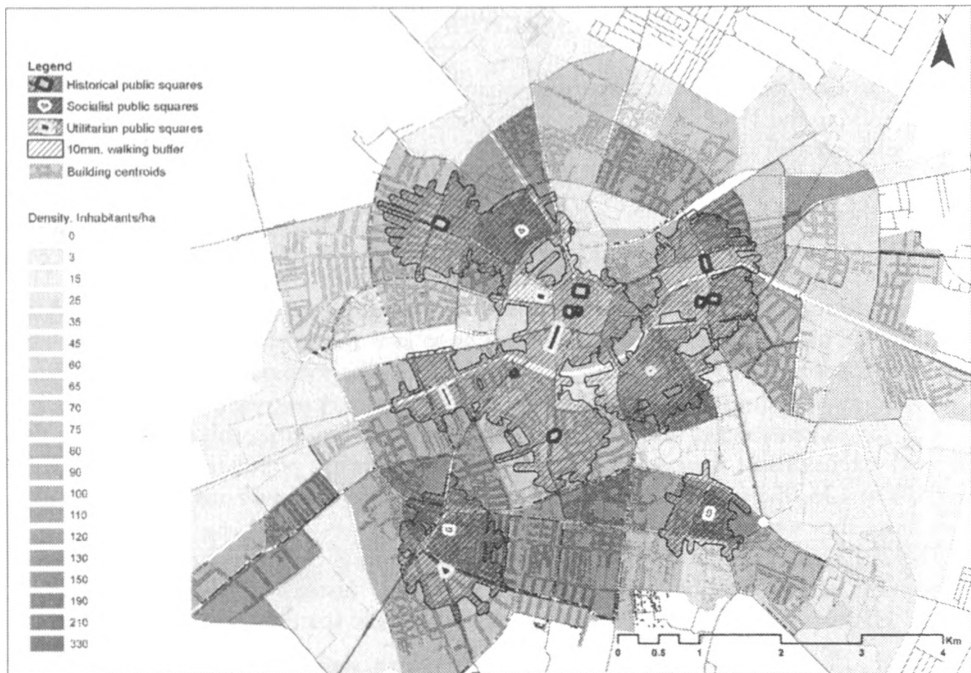 N
Legend
Historical public squares
Socialist public squares
Utilitarian public squares
10min. walking buffer
Building centroids
Density. Inhabitants/ha
0
3
15
25
35
45
60
65
70
75
80
90
100
110
120
130
150
190
210
330
Km
0 0.5 1 2 3 4